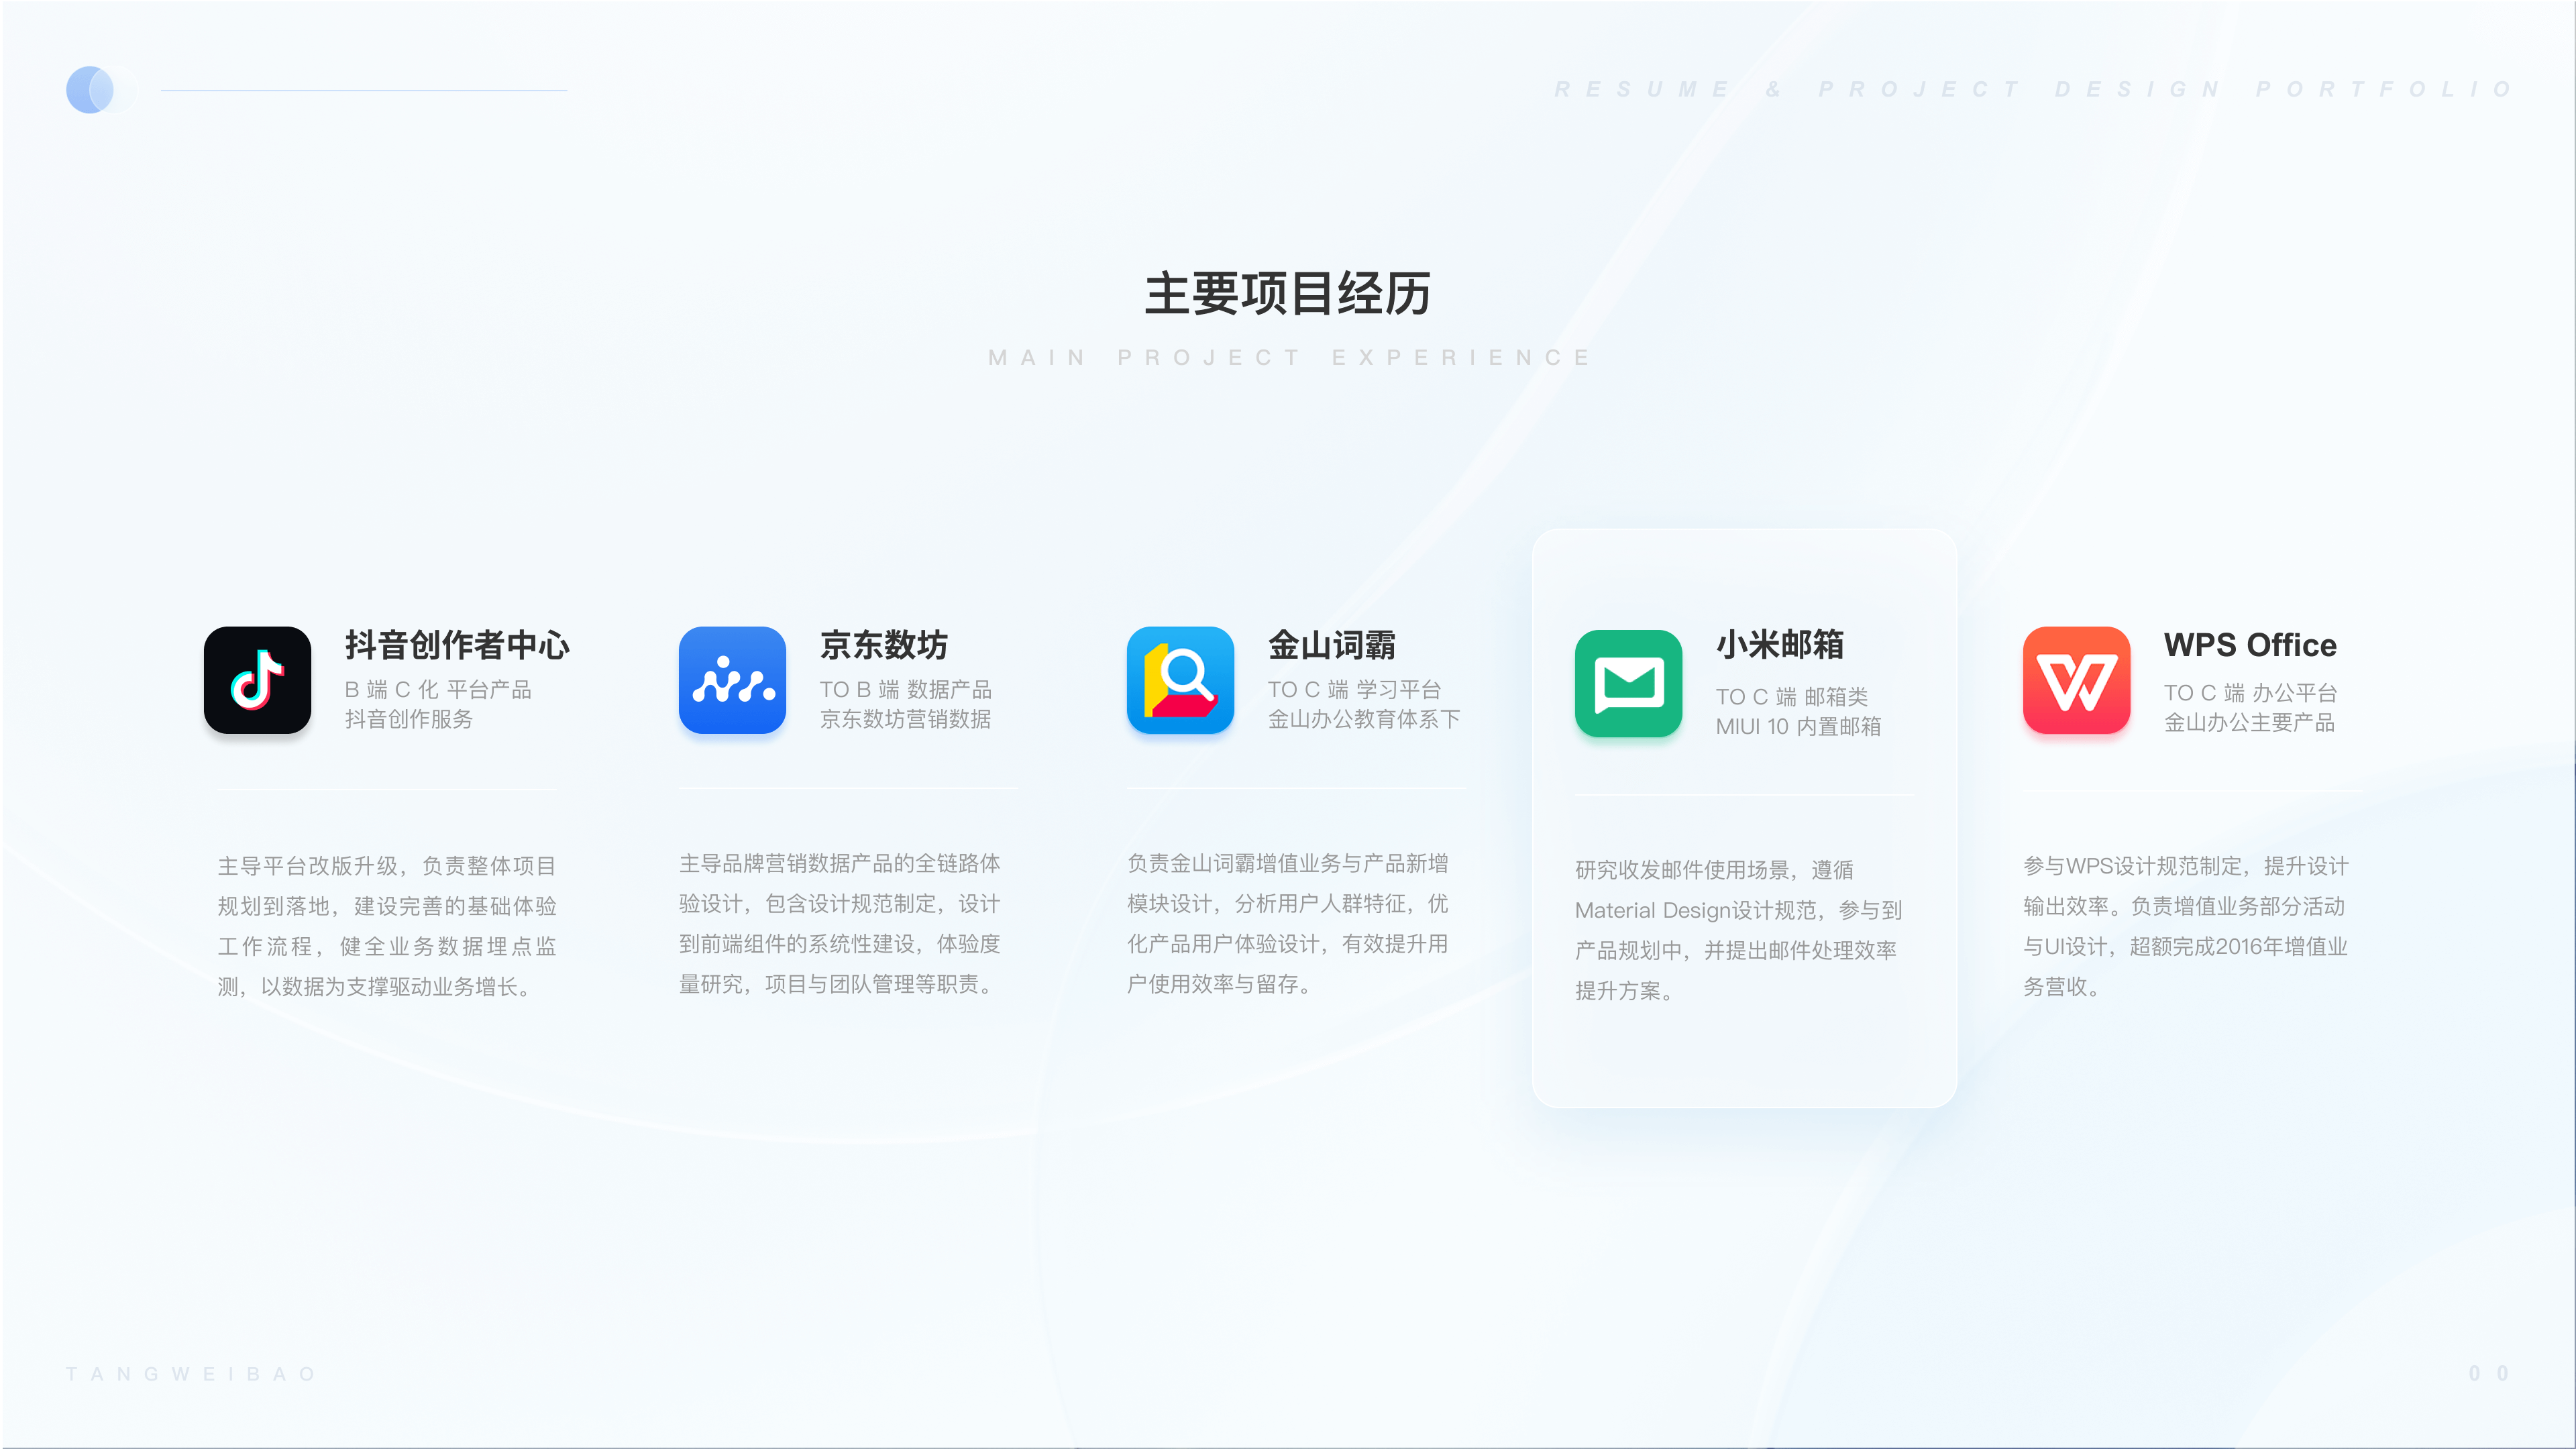 RESUME & PROJECT DESIGN PORTFOLIO
主要项目经历
MAIN PROJECT EXPERIENCE
抖音创作者中心
B 端 C 化 平台产品
抖音创作服务
主导平台改版升级，负责整体项目
规划到落地，建设完善的基础体验
工作流程，健全业务数据埋点监
测，以数据为支撑驱动业务增长。
京东数坊
TO B 端 数据产品
京东数坊营销数据
主导品牌营销数据产品的全链路体
验设计，包含设计规范制定，设计
到前端组件的系统性建设，体验度
量研究，项目与团队管理等职责。
金山词霸
TO C 端 学习平台
金山办公教育体系下
负责金山词霸增值业务与产品新增
模块设计，分析用户人群特征，优
化产品用户体验设计，有效提升用
户使用效率与留存。
小米邮箱
TO C 端 邮箱类
MIUI 10 内置邮箱
研究收发邮件使用场景，遵循
Material Design设计规范，参与到
产品规划中，并提出邮件处理效率
提升方案。
WPS Office
TO C 端 办公平台
金山办公主要产品
参与WPS设计规范制定，提升设计
输出效率。负责增值业务部分活动
与UI设计，超额完成2016年增值业
务营收。
TANGWEIBAO
00